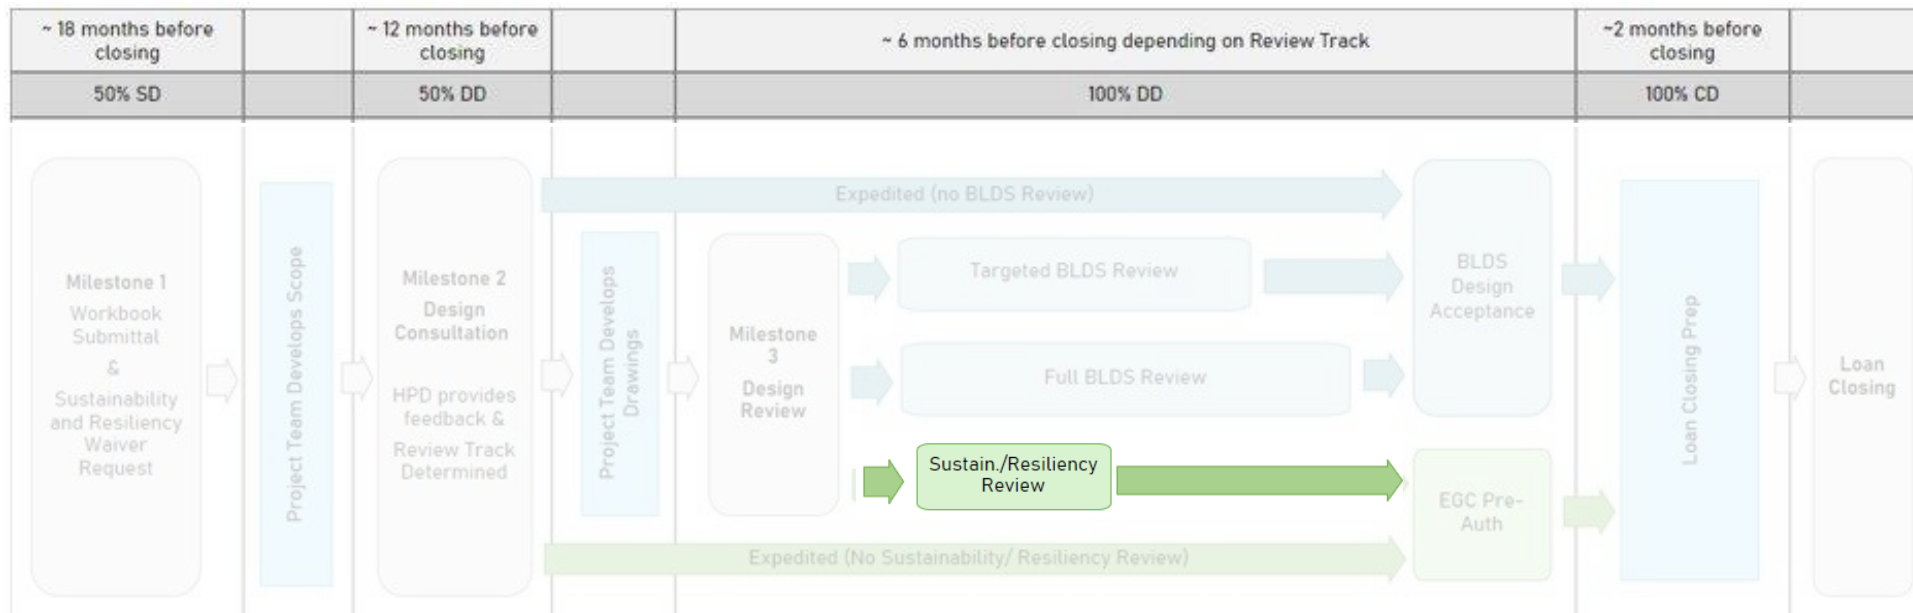 ~ 18 months before
closing
~ 12 months before
closing
~ 6 months before closing depending on Review Track
~2 months before
closing
50% SD
50% DD
100% DD
100% CD
Milestone 1
Workbook
Submittal
&
Sustainability
and Resiliency
Waiver
Request
Project Team Develops Scope
Milestone 2
Design
Consultation
HPD provides
feedback &
Review Track
Determined
Expedited (no BLDS Review)
Project Team Develops
Drawings
Milestone
3
Design
Review
Targeted BLDS Review
Full BLDS Review
Sustain./Resiliency
Review
Expedited (No Sustainability/ Resiliency Review)
BLDS
Design
Acceptance
EGC Pre-
Auth
Loan Closing Prep
Loan
Closing